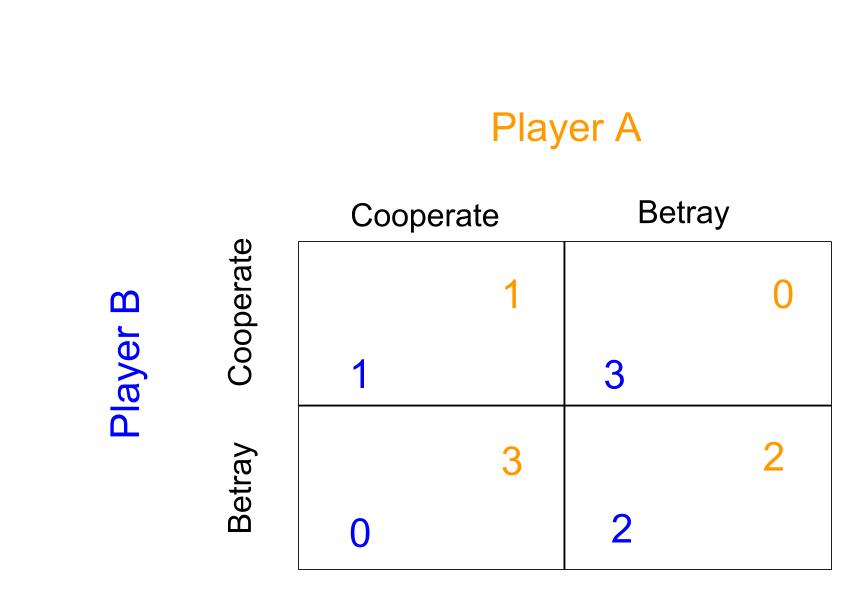 Player A
Cooperate Betray
Player B
Cooperate
1 0
1 3
Betray
3 2
0 2